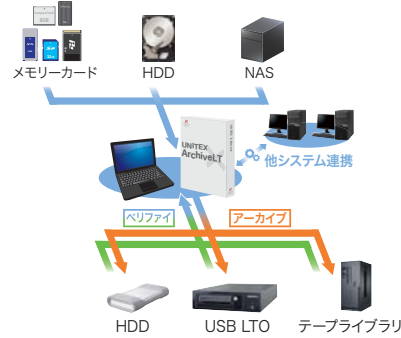 メモリーカード
HDD
NAS
UNITEX
ArchiveLT
他システム連携
ベリファイ
アーカイブ
HDD
USB LTO
テープライブラリ